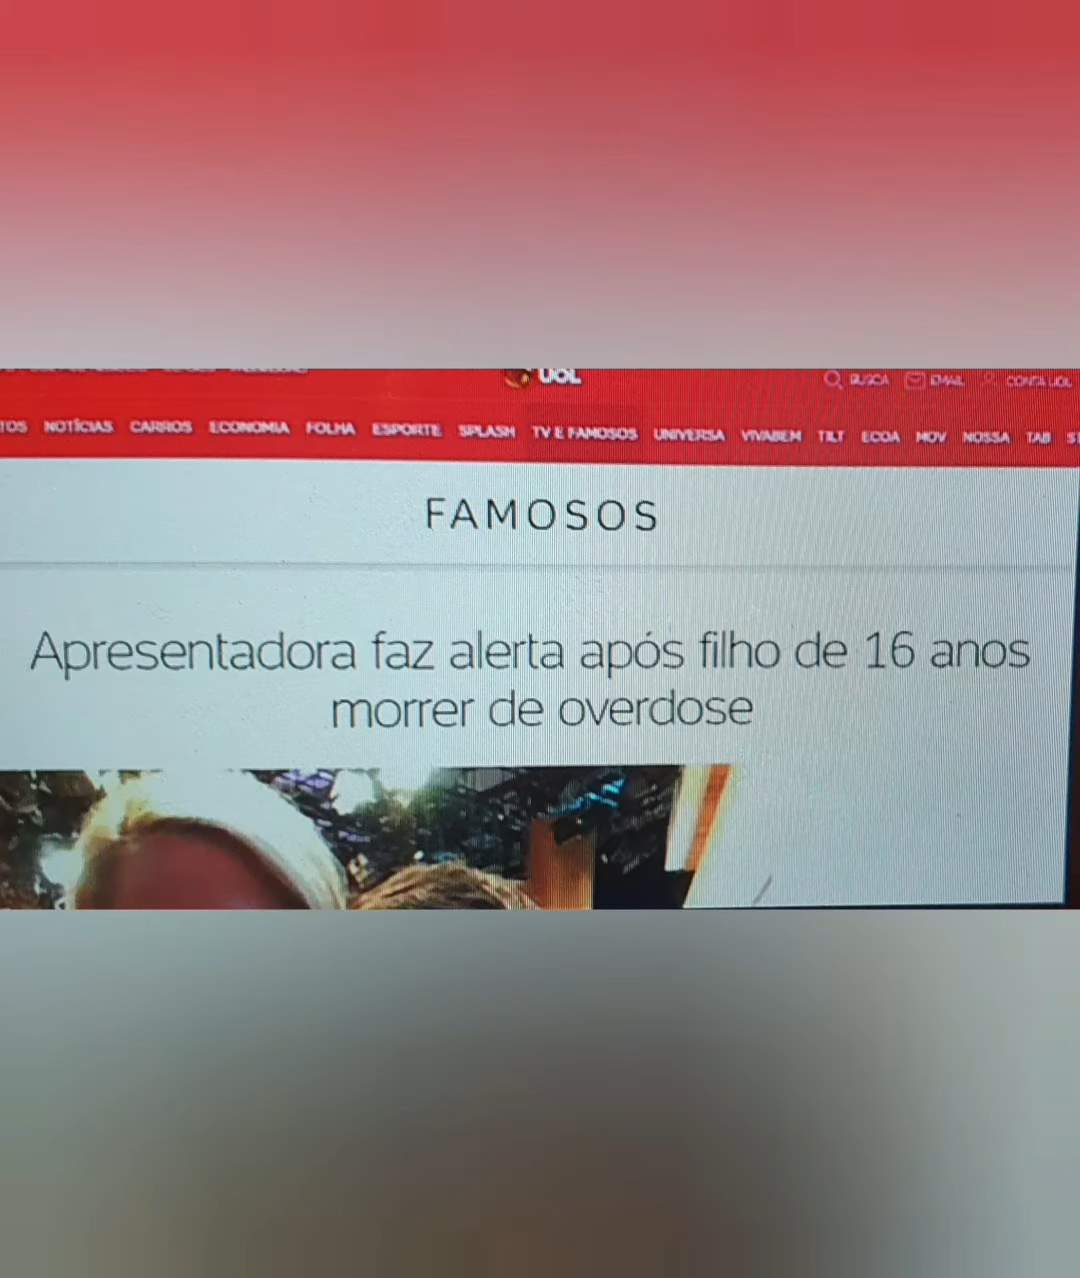 UOL
BUSCA EMAIL CONTA UOL
NOTÍCIAS CARROS ECONOMIA FOLHA ESPORTE SPLASH TV E FAMOSOS UNIVERSA VIVABEM TILT ECOA MOV NOSSA TAB
FAMOSOS
Apresentadora faz alerta após filho de 16 anos
morrer de overdose